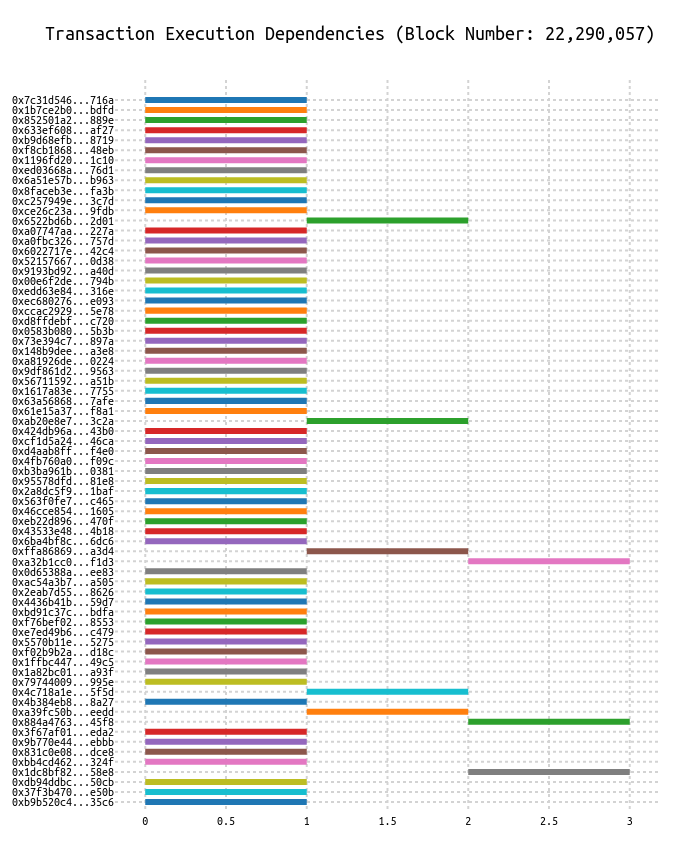 Transaction Execution Dependencies (Block Number: 22,290,057)
0x7c31d546...716a
0x1b7ce2b0...bdfd
0x852501a2...889e
0x633ef608...af27
0xb9d68efb...8719
0xf8cb1868...48eb
0x1196fd20...1c10
0xed03668a...76d1
0x6a51e57b...b963
0x8faceb3e...fa3b
0xc257949e...3c7d
0xce26c23a...9fdb
0x6522bd6b...2d01
0xa07747aa...227a
0xa0fbc326...757d
0x6022717e...42c4
0x52157667...0d38
0x9193bd92...a40d
0x00e6f2de...794b
0xedd63e84...316e
0xec680276...e093
0xccac2929...5e78
0xd8ffdebf...c720
0x0583b080...5b3b
0x73e394c7...897a
0x148b9dee...a3e8
0xa81926de...0224
0x9df861d2...9563
0x56711592...a51b
0x1617a83e...7755
0x63a56868...7afe
0x61e15a37...f8a1
0xab20e8e7...3c2a
0x424db96a...43b0
0xcf1d5a24...46ca
0xd4aab8ff...f4e0
0x4fb760a0...f09c
0xb3ba961b...0381
0x95578dfd...81e8
0x2a8dc5f9...1baf
0x563f0fe7...c465
0x46cce854...1605
0xeb22d896...470f
0x43533e48...4b18
0x6ba4bf8c...6dc6
0xffa86869...a3d4
0xa32b1cc0...f1d3
0x0d65388a...ee83
0xac54a3b7...a505
0x2eab7d55...8626
0x4436b41b...59d7
0xbd91c37c...bdfa
0xf76bef02...8553
0xe7ed49b6...c479
0x5570b11e...5275
0xf02b9b2a...d18c
0x1ffbc447...49c5
0x1a82bc01...a93f
0x79744009...995e
0x4c718a1e...5f5d
0x4b384eb8...8a27
0xa39fc50b...eedd
0x884a4763...45f8
0x3f67af01...eda2
0x9b770e44...ebbb
0x831c0e08...dce8
0xbb4cd462...324f
0x1dc8bf82...58e8
0xdb94ddbc...50cb
0x37f3b470...e50b
0xb9b520c4...35c6
0 0.5 1 1.5 2 2.5 3